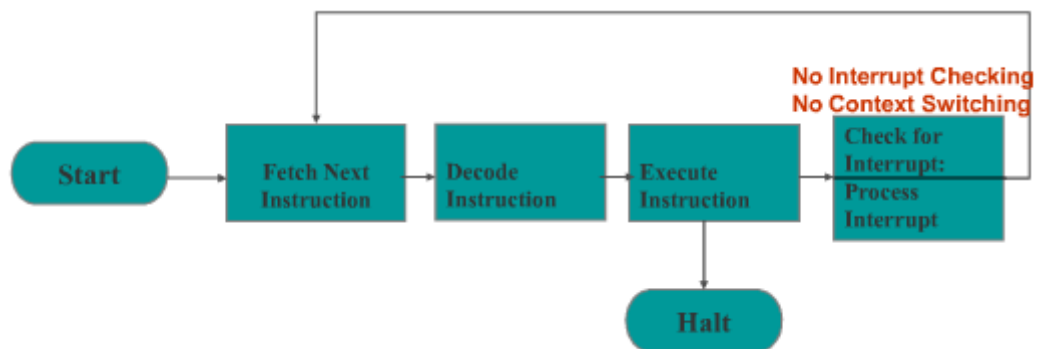 No Interrupt Checking
No Context Switching
Start
Fetch Next
Instruction
Decode
Instruction
Execute
Instruction
Check for
Interrupt:
Process
Interrupt
Halt